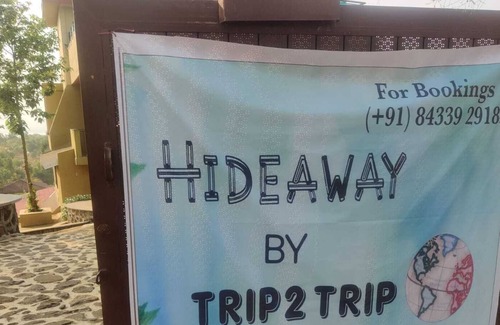 For Bookings
(+91) 84339 2918
HIDEAWAY
BY
TRIP2TRIP